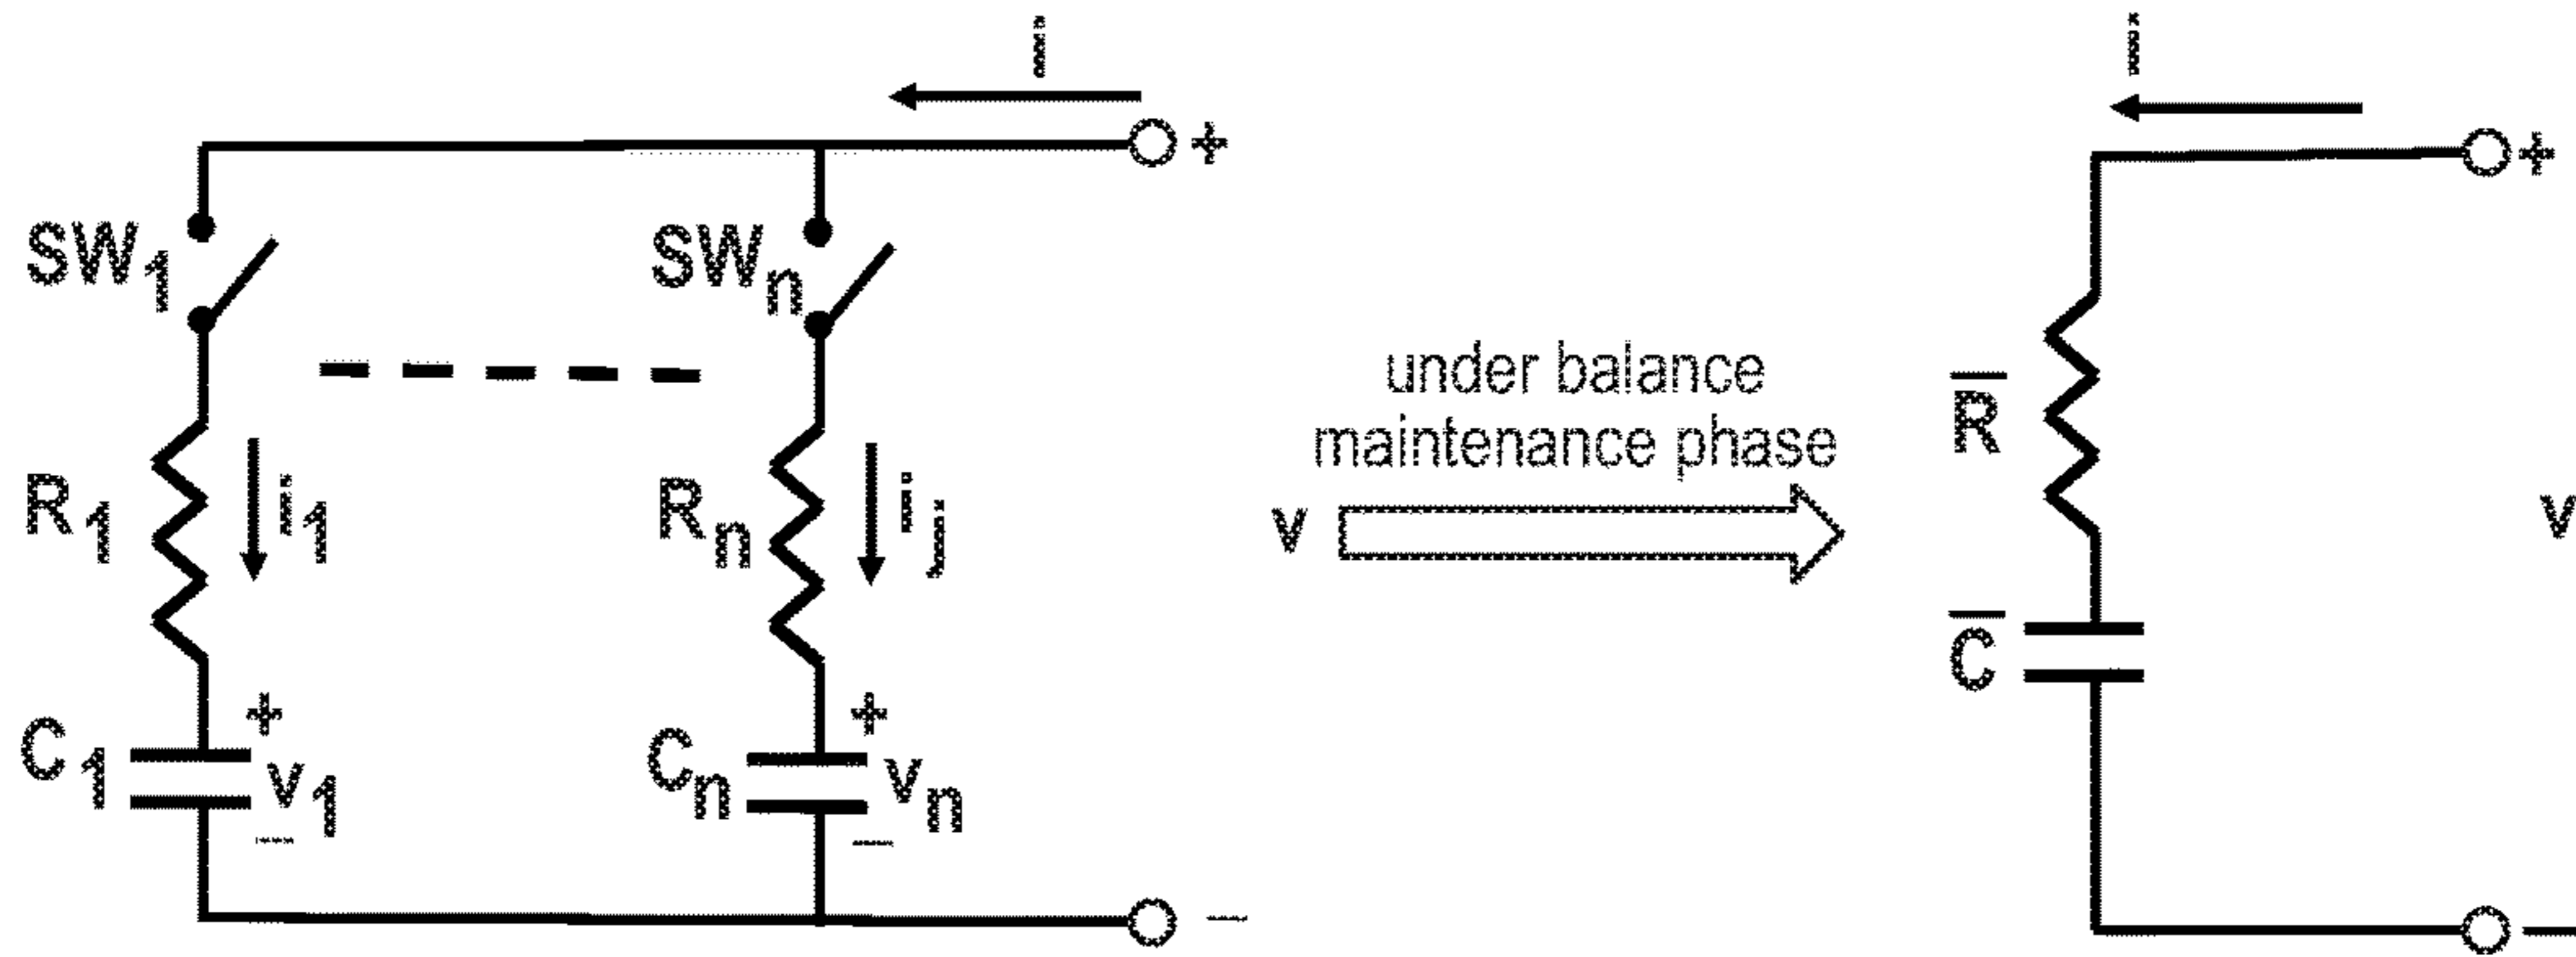 i
+
SW1
SWn
R1
i1
Rn
ij
C1
+
v1
−
Cn
+
vn
−
−
v
under balance
maintenance phase
i
+
R̅
C̅
v
−